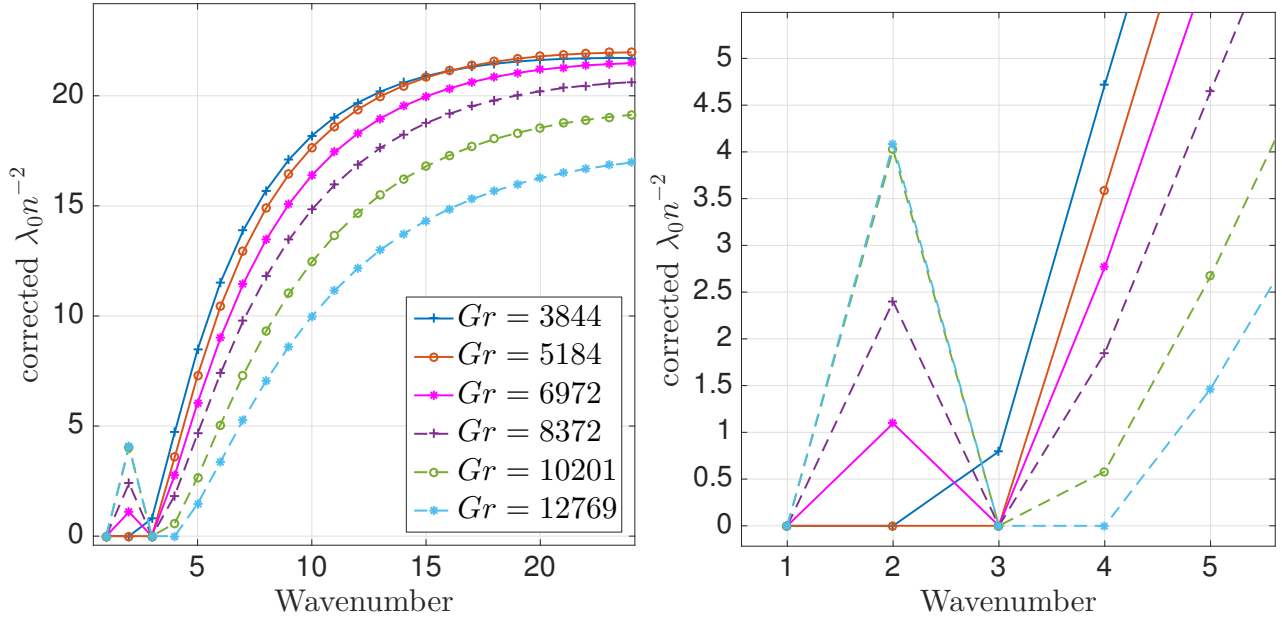 corrected λ₀n⁻²
20
15
10
5
0
5 10 15 20
Wavenumber
Gr = 3844
Gr = 5184
Gr = 6972
Gr = 8372
Gr = 10201
Gr = 12769
corrected λ₀n⁻²
5
4.5
4
3.5
3
2.5
2
1.5
1
0.5
0
1 2 3 4 5
Wavenumber